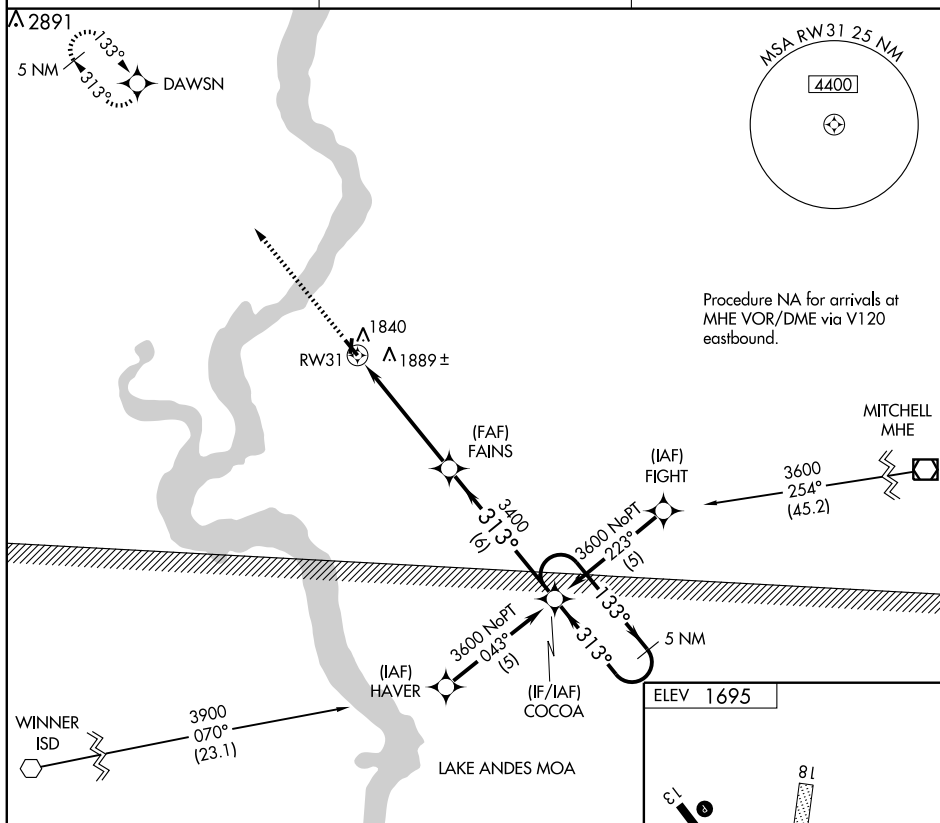 2891
133°
5 NM
313°
DAWSN
MSA RW31 25 NM
4400
Procedure NA for arrivals at
MHE VOR/DME via V120
eastbound.
1840
RW31
1889 ±
MITCHELL
MHE
(FAF)
FAINS
(IAF)
FIGHT
3600
254°
(45.2)
3400
313°
(6)
3600 NoPT
223°
(5)
133°
313°
5 NM
3600 NoPT
043°
(5)
(IAF)
HAVER
(IF/IAF)
COCOA
WINNER
ISD
3900
070°
(23.1)
LAKE ANDES MOA
ELEV 1695
13
P
18